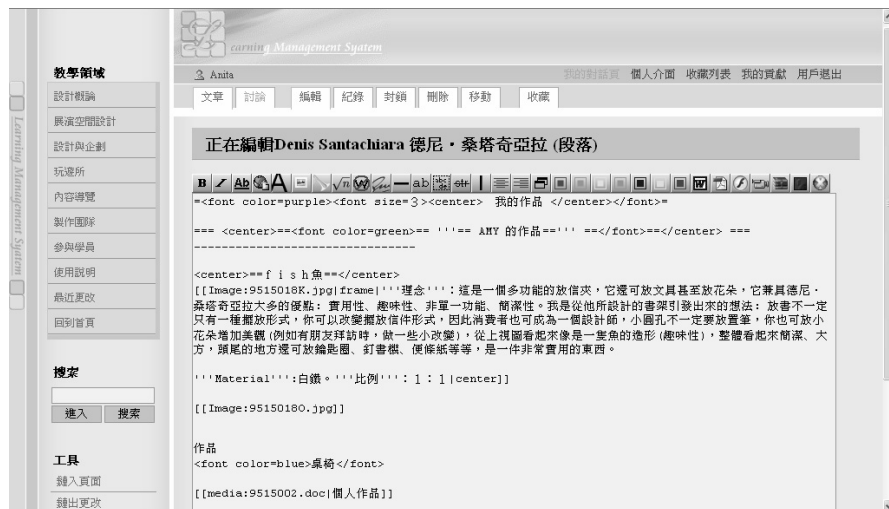 earning Management System
教學領域
設計概論
展演空間設計
設計與企劃
玩遊所
內容導覽
製作團隊
參與學員
使用說明
最近更改
回到首頁
搜索
進入 搜索
工具
鏈入頁面
鏈出更改
Learning Management System
Anita
我的對話頁 個人介面 收藏列表 我的貢獻 用戶退出
文章 討論 編輯 紀錄 封鎖 刪除 移動 收藏
正在編輯Denis Santachiara 德尼・桑塔奇亞拉 (段落)
=<font color=purple><font size=3><center> 我的作品 </center></font>=
=== <center>==<font color=green>== '''== AMY 的作品==''' ==</font>==</center> ===
---------------------------------
<center>==ｆｉｓｈ魚==</center>
[[Image:9515018K.jpg|frame|'''理念'''：這是一個多功能的放信夾，它還可放文具甚至放花朵，它兼具德尼・
桑塔奇亞拉大多的優點: 實用性、趣味性、非單一功能、簡潔性。我是從他所設計的書架引發出來的想法: 放書不一定
只有一種擺放形式，你可以改變擺放信件形式，因此消費者也可成為一個設計師，小圓孔不一定要放置筆，你也可放小
花朵增加美觀(例如有朋友拜訪時，做一些小改變)，從上視圖看起來像是一隻魚的造形(趣味性)，整體看起來簡潔、大
方，頭尾的地方還可放鑰匙圈、釘書機、便條紙等等，是一件非常實用的東西。
'''Material''':白鐵。'''比例'''：１：１|center]]
[[Image:9515018O.jpg]]
作品
<font color=blue>桌椅</font>
[[media:9515002.doc|個人作品]]